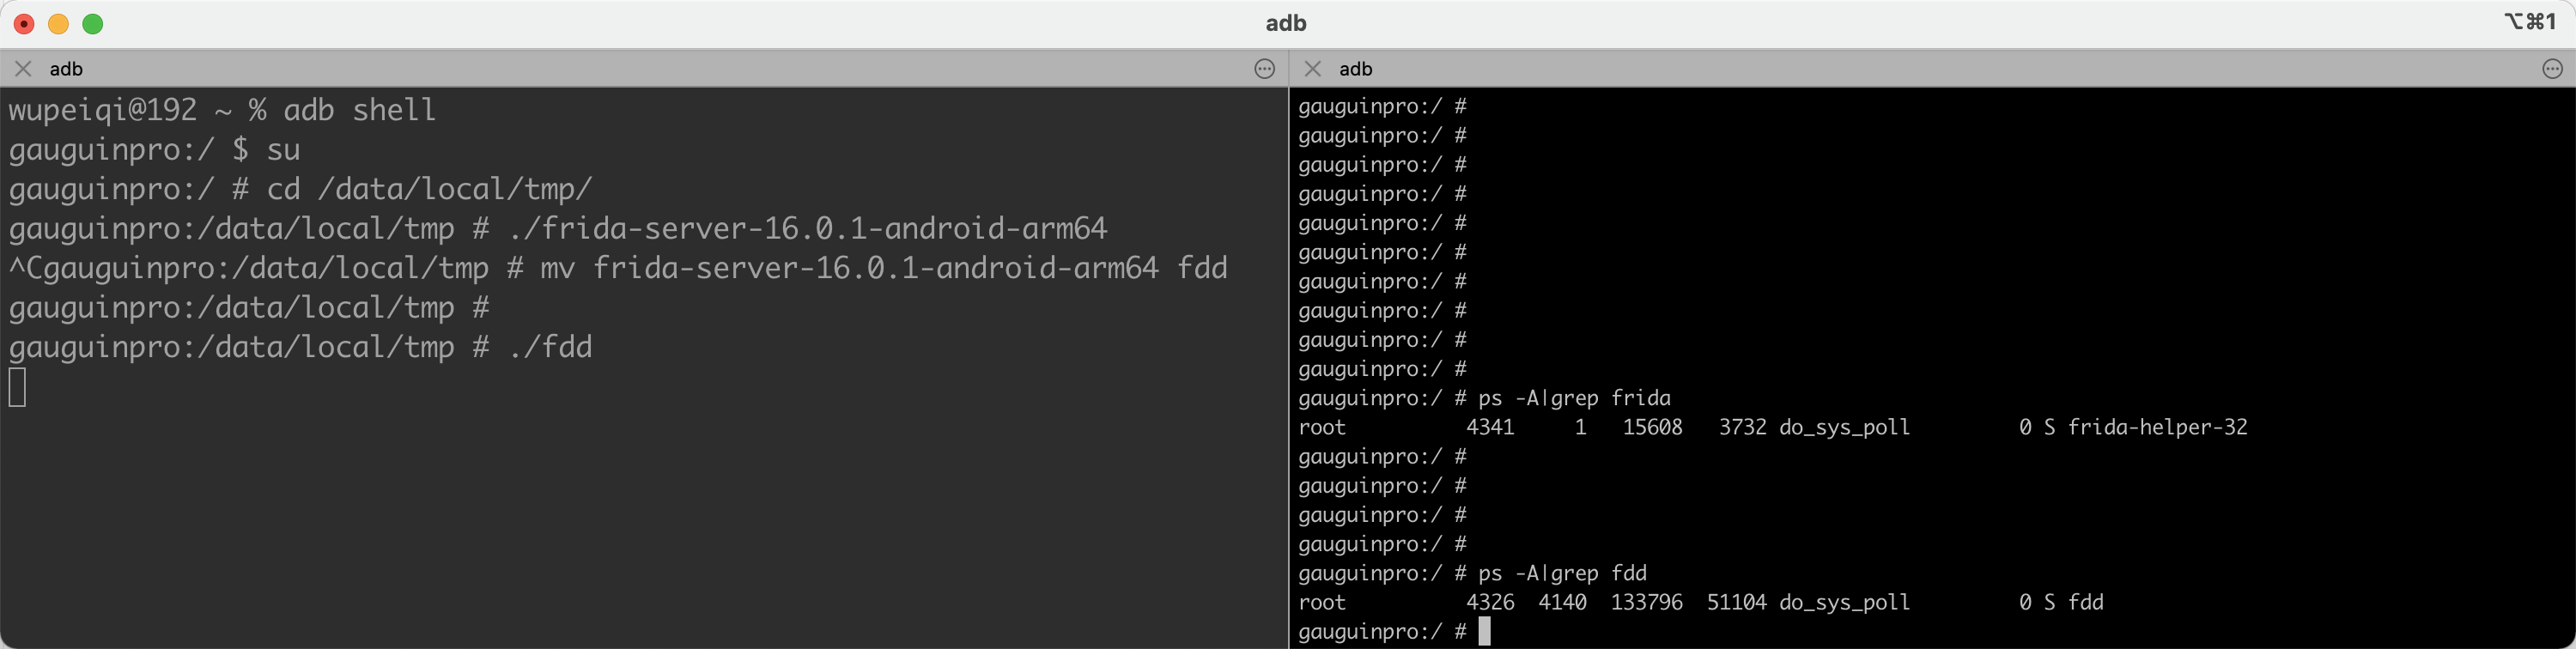 adb
⌥⌘1
adb
wupeiqi@192 ~ % adb shell
gauguinpro:/ $ su
gauguinpro:/ # cd /data/local/tmp/
gauguinpro:/data/local/tmp # ./frida-server-16.0.1-android-arm64
^Cgauguinpro:/data/local/tmp # mv frida-server-16.0.1-android-arm64 fdd
gauguinpro:/data/local/tmp #
gauguinpro:/data/local/tmp # ./fdd
adb
gauguinpro:/ #
gauguinpro:/ #
gauguinpro:/ #
gauguinpro:/ #
gauguinpro:/ #
gauguinpro:/ #
gauguinpro:/ #
gauguinpro:/ #
gauguinpro:/ #
gauguinpro:/ #
gauguinpro:/ # ps -A|grep frida
root 4341 1 15608 3732 do_sys_poll 0 S frida-helper-32
gauguinpro:/ #
gauguinpro:/ #
gauguinpro:/ #
gauguinpro:/ #
gauguinpro:/ # ps -A|grep fdd
root 4326 4140 133796 51104 do_sys_poll 0 S fdd
gauguinpro:/ #